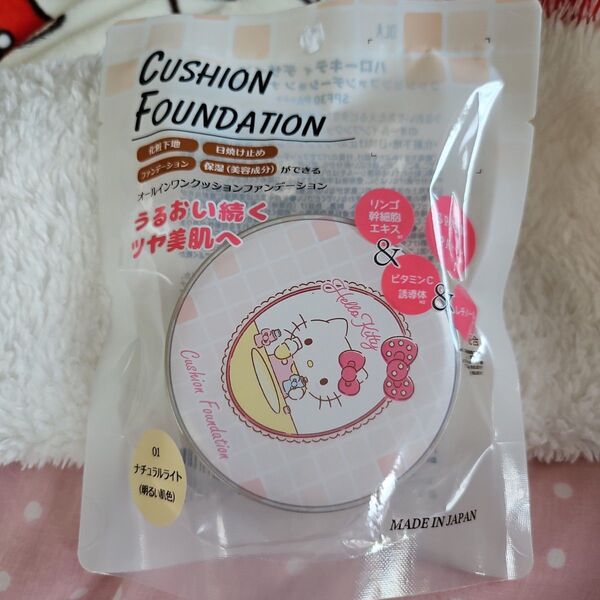 CUSHION
FOUNDATION
化粧下地
日焼け止め
ファンデーション
保湿(美容成分)
ができる
オールインワンクッションファンデーション
うるおい続く
ツヤ美肌へ
リンゴ
幹細胞
エキス
&
ビタミンC
誘導体
&
Hello Kitty
Cushion Foundation
01
ナチュラルライト
(明るい肌色)
MADE IN JAPAN